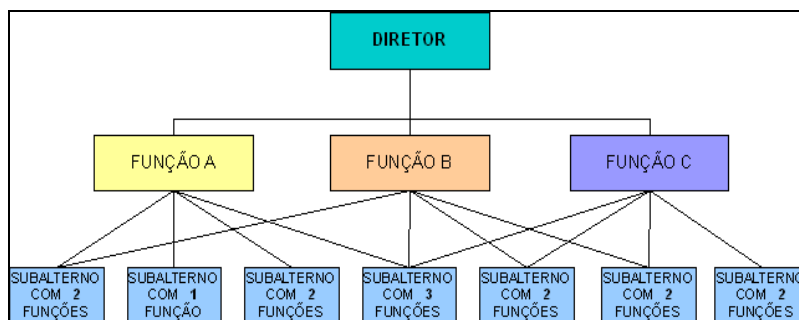 DIRETOR
FUNÇÃO A
FUNÇÃO B
FUNÇÃO C
SUBALTERNO
COM 2
FUNÇÕES
SUBALTERNO
COM 1
FUNÇÃO
SUBALTERNO
COM 2
FUNÇÕES
SUBALTERNO
COM 3
FUNÇÕES
SUBALTERNO
COM 2
FUNÇÕES
SUBALTERNO
COM 2
FUNÇÕES
SUBALTERNO
COM 2
FUNÇÕES